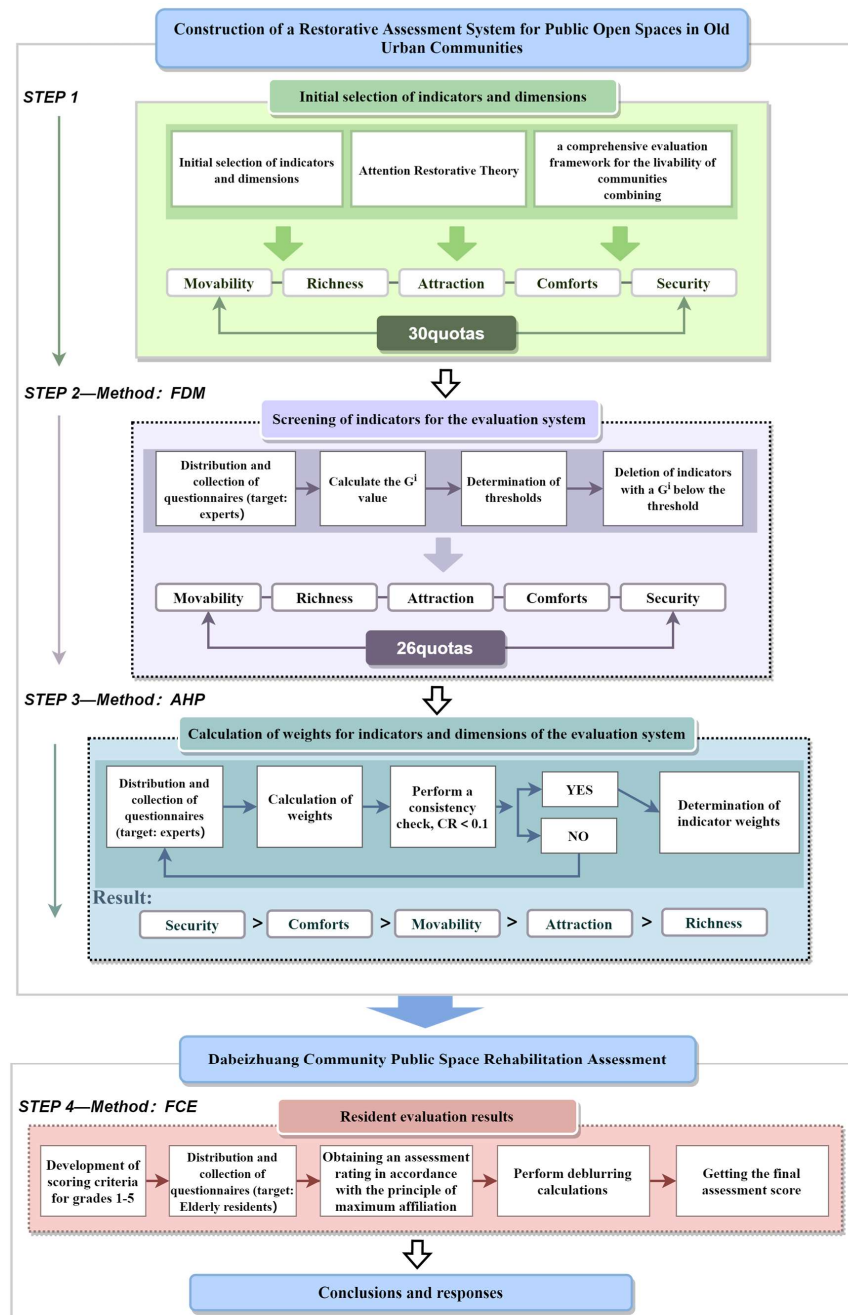 Construction of a Restorative Assessment System for Public Open Spaces in Old
Urban Communities
STEP 1
Initial selection of indicators and dimensions
Initial selection of indicators
and dimensions
Attention Restorative Theory
a comprehensive evaluation
framework for the livability of
communities
combining
Movability
Richness
Attraction
Comforts
Security
30quotas
STEP 2—Method: FDM
Screening of indicators for the evaluation system
Distribution and
collection of
questionnaires (target:
experts)
Calculate the Gⁱ
value
Determination of
thresholds
Deletion of indicators
with a Gⁱ below the
threshold
Movability
Richness
Attraction
Comforts
Security
26quotas
STEP 3—Method: AHP
Calculation of weights for indicators and dimensions of the evaluation system
Distribution and
collection of
questionnaires
(target: experts)
Calculation of
weights
Perform a
consistency
check, CR < 0.1
YES
NO
Determination of
indicator weights
Result:
Security > Comforts > Movability > Attraction > Richness
Dabeizhuang Community Public Space Rehabilitation Assessment
STEP 4—Method: FCE
Resident evaluation results
Development of
scoring criteria
for grades 1-5
Distribution and
collection of
questionnaires (target:
Elderly residents)
Obtaining an assessment
rating in accordance
with the principle of
maximum affiliation
Perform deblurring
calculations
Getting the final
assessment score
Conclusions and responses